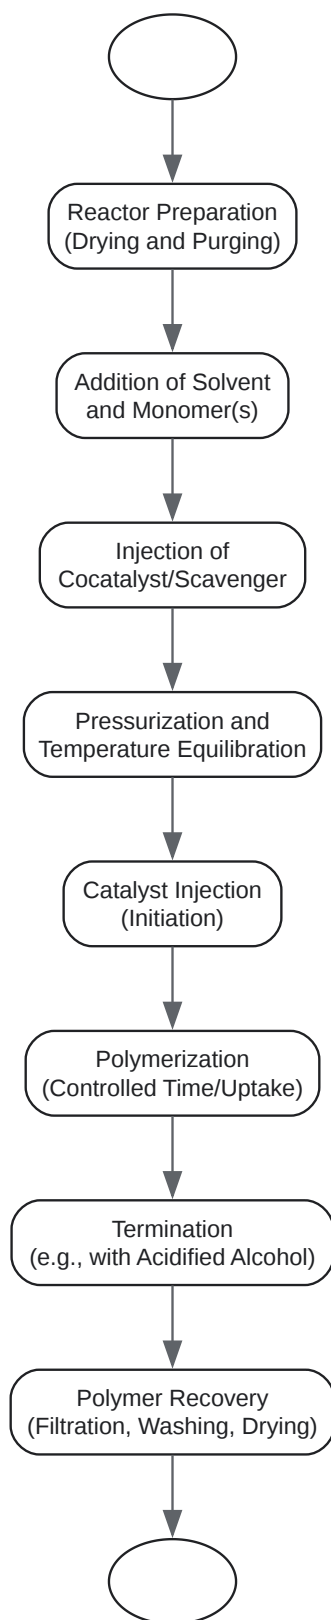 Reactor Preparation
(Drying and Purging)
Addition of Solvent
and Monomer(s)
Injection of
Cocatalyst/Scavenger
Pressurization and
Temperature Equilibration
Catalyst Injection
(Initiation)
Polymerization
(Controlled Time/Uptake)
Termination
(e.g., with Acidified Alcohol)
Polymer Recovery
(Filtration, Washing, Drying)